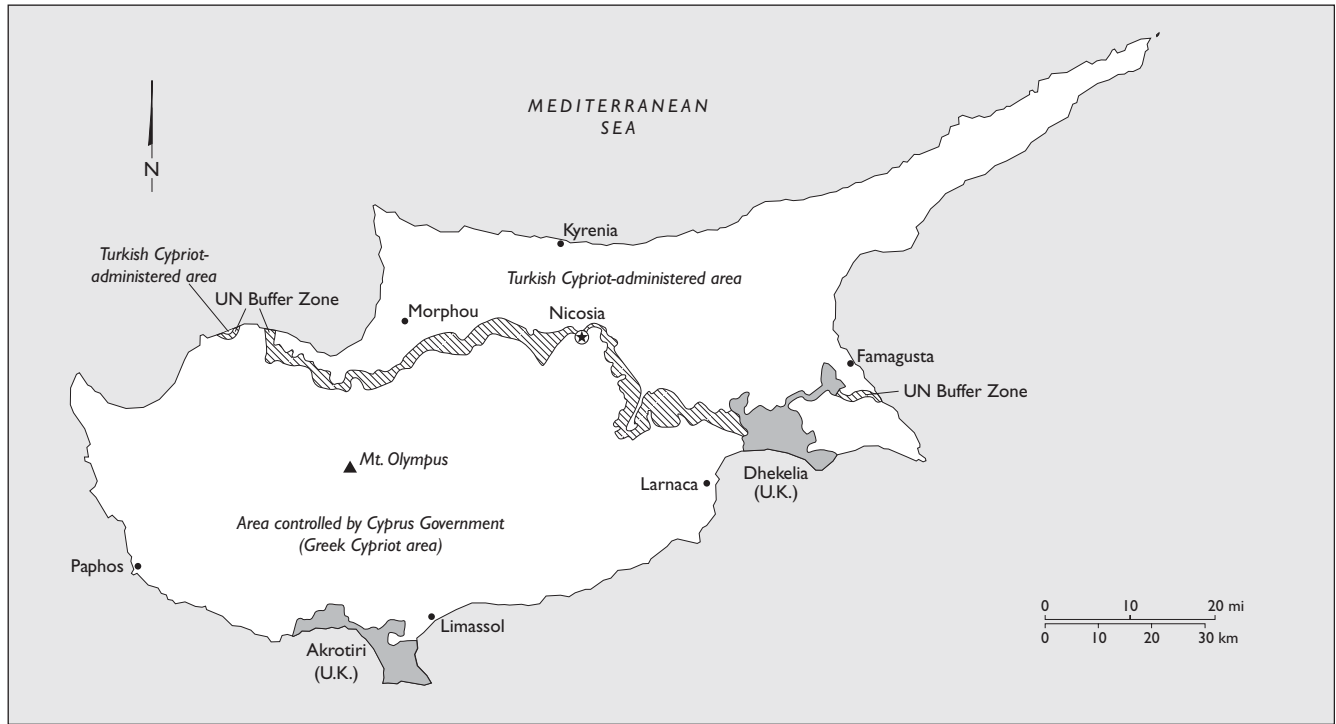 MEDITERRANEAN
SEA
N
Kyrenia
Turkish Cypriot-
administered area
Turkish Cypriot-administered area
UN Buffer Zone
Morphou
Nicosia
Famagusta
UN Buffer Zone
Mt. Olympus
Larnaca
Dhekelia
(U.K.)
Area controlled by Cyprus Government
(Greek Cypriot area)
Paphos
Limassol
Akrotiri
(U.K.)
0 10 20 mi
0 10 20 30 km